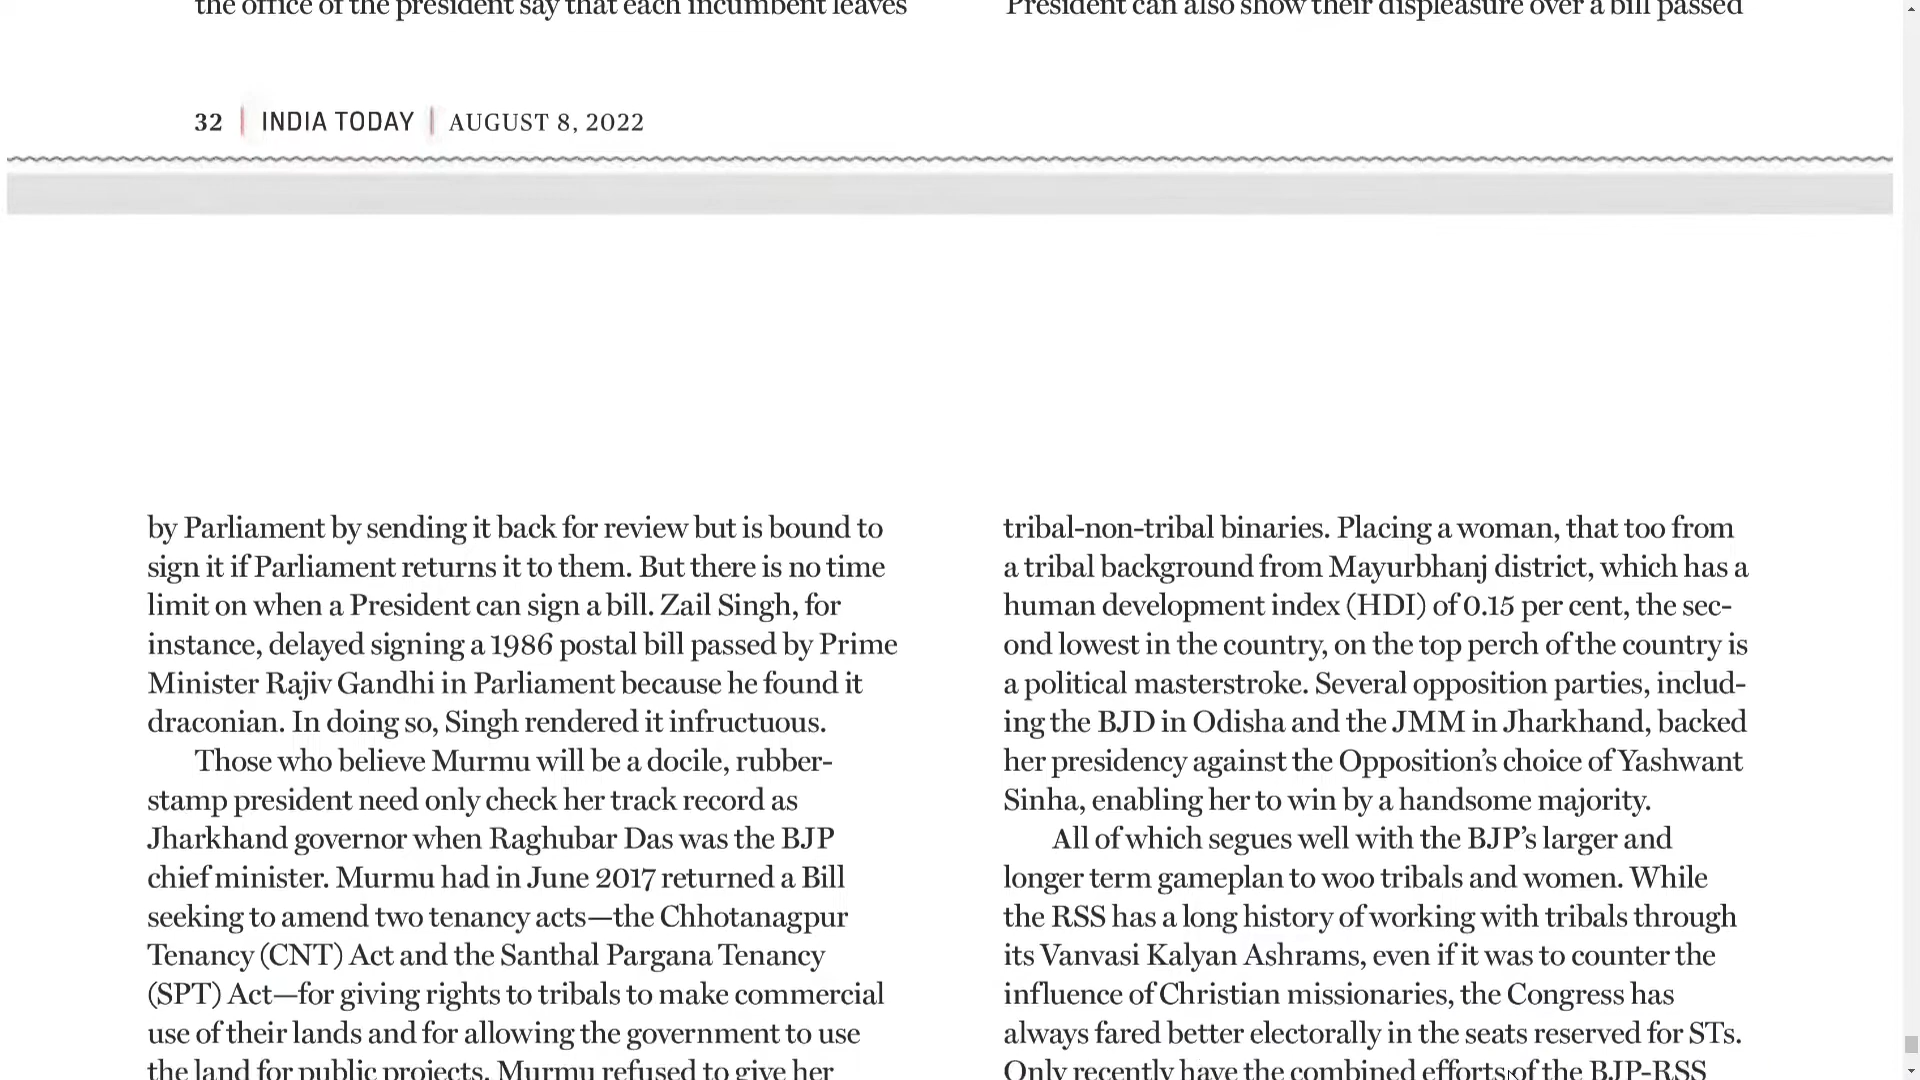 the office of the president say that each incumbent leaves
President can also show their displeasure over a bill passed
32 | INDIA TODAY | AUGUST 8, 2022
by Parliament by sending it back for review but is bound to
sign it if Parliament returns it to them. But there is no time
limit on when a President can sign a bill. Zail Singh, for
instance, delayed signing a 1986 postal bill passed by Prime
Minister Rajiv Gandhi in Parliament because he found it
draconian. In doing so, Singh rendered it infructuous.
Those who believe Murmu will be a docile, rubber-
stamp president need only check her track record as
Jharkhand governor when Raghubar Das was the BJP
chief minister. Murmu had in June 2017 returned a Bill
seeking to amend two tenancy acts—the Chhotanagpur
Tenancy (CNT) Act and the Santhal Pargana Tenancy
(SPT) Act—for giving rights to tribals to make commercial
use of their lands and for allowing the government to use
the land for public projects. Murmu refused to give her
tribal-non-tribal binaries. Placing a woman, that too from
a tribal background from Mayurbhanj district, which has a
human development index (HDI) of 0.15 per cent, the sec-
ond lowest in the country, on the top perch of the country is
a political masterstroke. Several opposition parties, includ-
ing the BJD in Odisha and the JMM in Jharkhand, backed
her presidency against the Opposition's choice of Yashwant
Sinha, enabling her to win by a handsome majority.
All of which segues well with the BJP's larger and
longer term gameplan to woo tribals and women. While
the RSS has a long history of working with tribals through
its Vanvasi Kalyan Ashrams, even if it was to counter the
influence of Christian missionaries, the Congress has
always fared better electorally in the seats reserved for STs.
Only recently have the combined efforts of the BJP-RSS